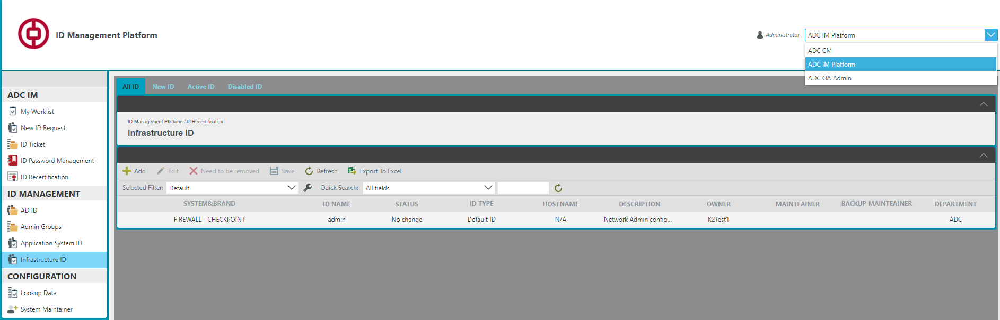 ID Management Platform
Administrator
ADC IM Platform
ADC CM
ADC IM Platform
ADC OA Admin
ADC IM
My Worklist
New ID Request
ID Ticket
ID Password Management
ID Recertification
ID MANAGEMENT
AD ID
Admin Groups
Application System ID
Infrastructure ID
CONFIGURATION
Lookup Data
System Maintainer
All ID New ID Active ID Disabled ID
ID Management Platform / IDRecertification
Infrastructure ID
Add Edit Need to be removed Save Refresh Export To Excel
Selected Filter: Default Quick Search: All fields
SYSTEM&BRAND ID NAME STATUS ID TYPE HOSTNAME DESCRIPTION OWNER MAINTEAINER BACKUP MAINTEAINER DEPARTMENT
FIREWALL - CHECKPOINT admin No change Default ID N/A Network Admin config... K2Test1 ADC